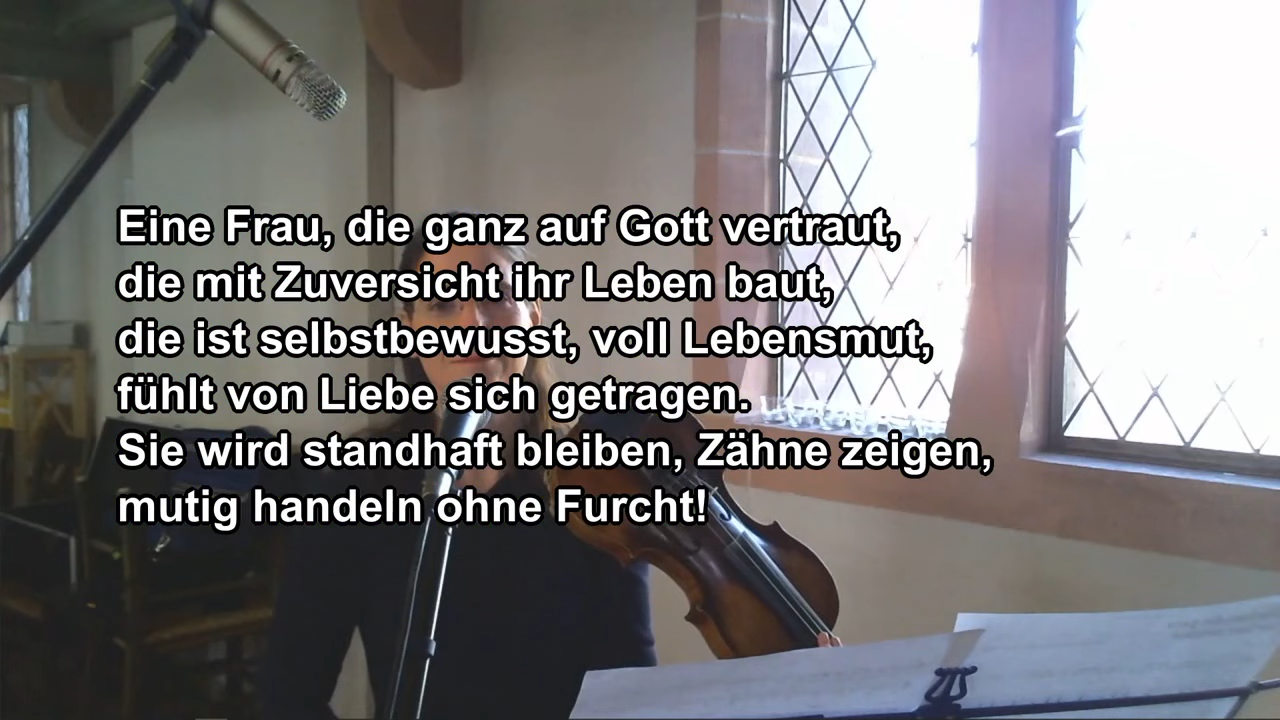 Eine Frau, die ganz auf Gott vertraut,
die mit Zuversicht ihr Leben baut,
die ist selbstbewusst, voll Lebensmut,
fühlt von Liebe sich getragen.
Sie wird standhaft bleiben, Zähne zeigen,
mutig handeln ohne Furcht!